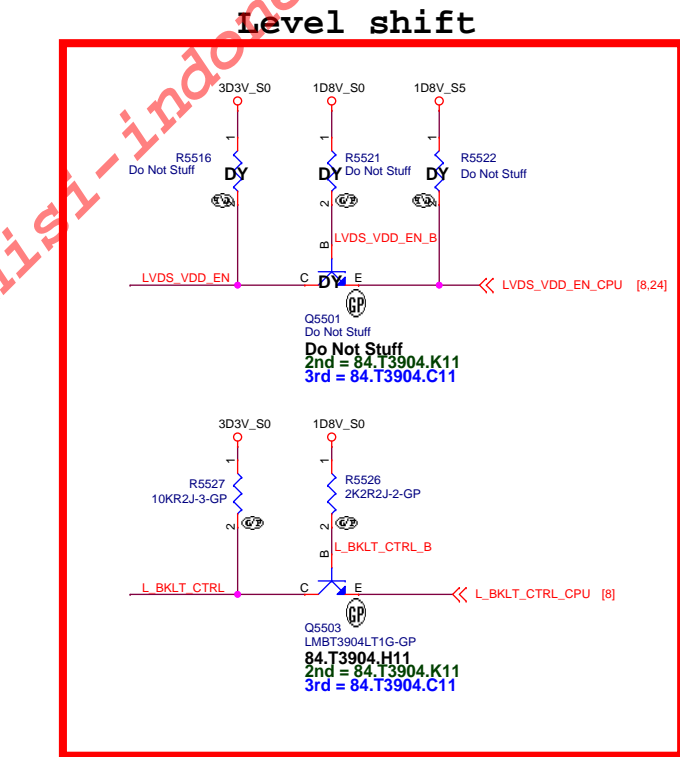 Level shift
3D3V_S0
1D8V_S0
1D8V_S5
1
1
1
R5516
Do Not Stuff
DY
R5521
Do Not Stuff
DY
R5522
Do Not Stuff
DY
2
2
2
B
LVDS_VDD_EN_B
LVDS_VDD_EN
C
DY
E
LVDS_VDD_EN_CPU [8,24]
GP
Q5501
Do Not Stuff
Do Not Stuff
2nd = 84.T3904.K11
3rd = 84.T3904.C11
3D3V_S0
1D8V_S0
1
1
R5527
10KR2J-3-GP
R5526
2K2R2J-2-GP
2
2
B
L_BKLT_CTRL_B
L_BKLT_CTRL
C
E
L_BKLT_CTRL_CPU [8]
GP
Q5503
LMBT3904LT1G-GP
84.T3904.H11
2nd = 84.T3904.K11
3rd = 84.T3904.C11
isi-indone